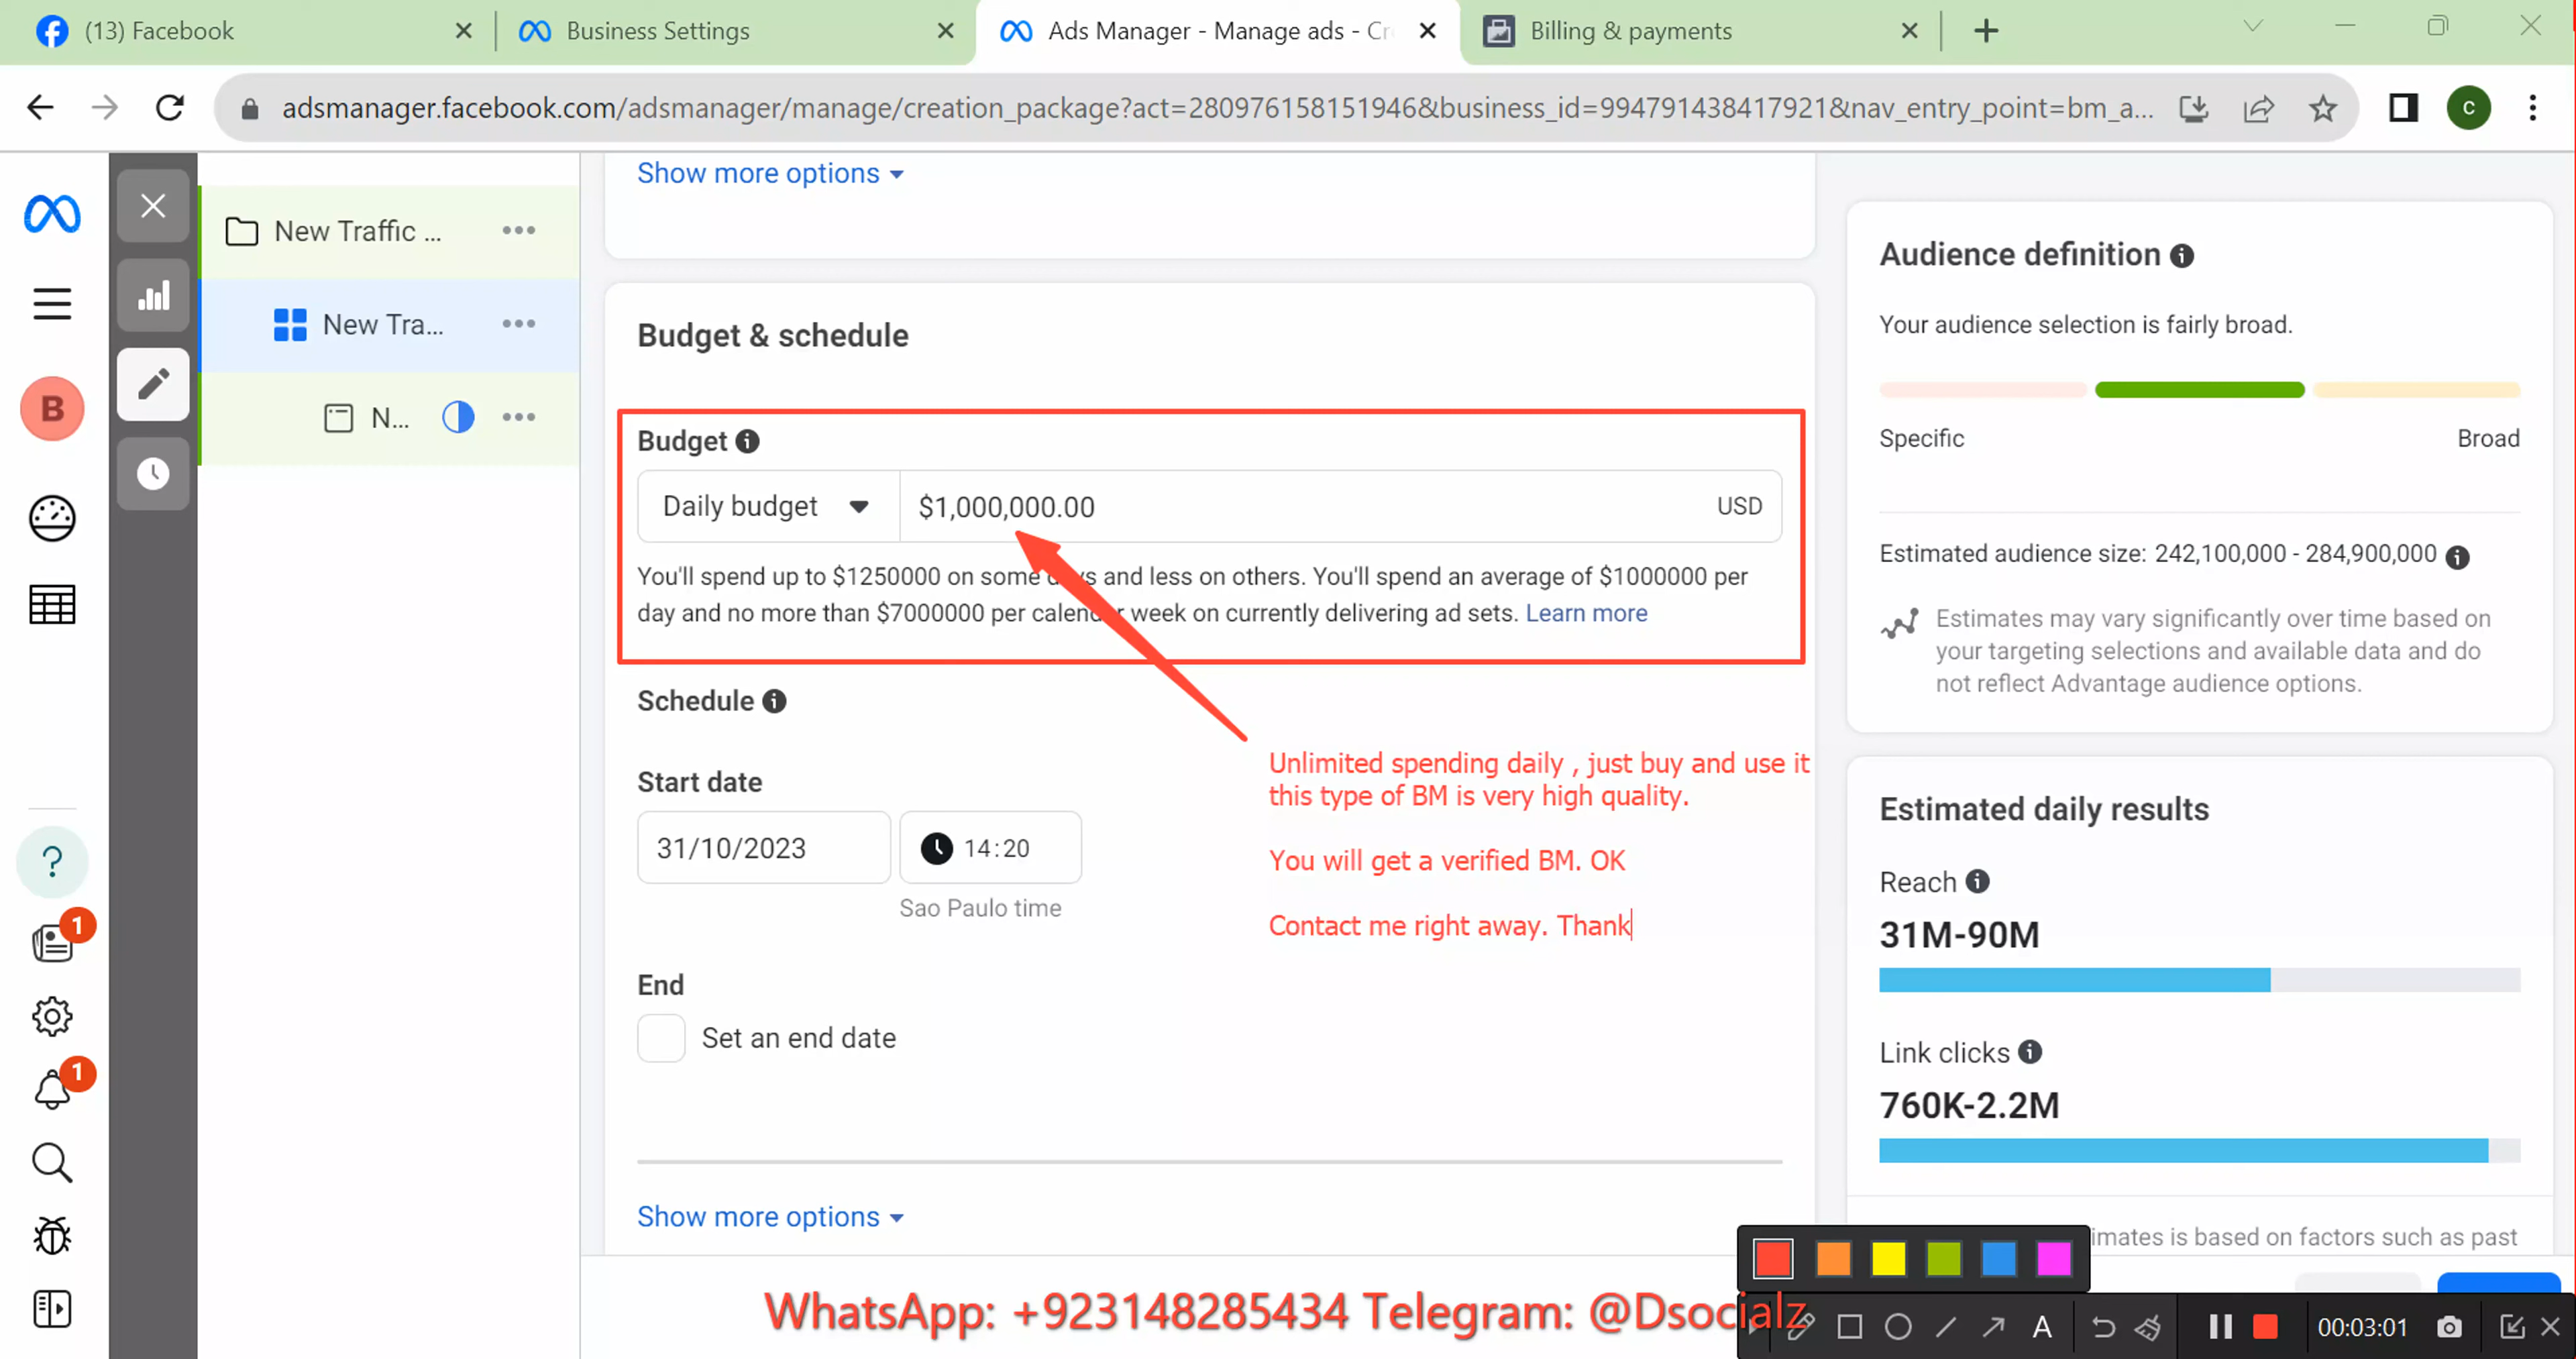 (13) Facebook
Business Settings
Ads Manager - Manage ads - Cr
Billing & payments
adsmanager.facebook.com/adsmanager/manage/creation_package?act=280976158151946&business_id=994791438417921&nav_entry_point=bm_a...
c
B
1
1
?
New Traffic ...
New Tra...
N...
Show more options
Budget & schedule
Budget
Daily budget
$1,000,000.00
USD
You'll spend up to $1250000 on some days and less on others. You'll spend an average of $1000000 per
day and no more than $7000000 per calendar week on currently delivering ad sets. Learn more
Schedule
Start date
31/10/2023
14:20
Sao Paulo time
Unlimited spending daily , just buy and use it
this type of BM is very high quality.
You will get a verified BM. OK
Contact me right away. Thank
End
Set an end date
Show more options
Audience definition
Your audience selection is fairly broad.
Specific
Broad
Estimated audience size: 242,100,000 - 284,900,000
Estimates may vary significantly over time based on
your targeting selections and available data and do
not reflect Advantage audience options.
Estimated daily results
Reach
31M-90M
Link clicks
760K-2.2M
is based on factors such as past
WhatsApp: +923148285434 Telegram: @Dsocialz
A
00:03:01